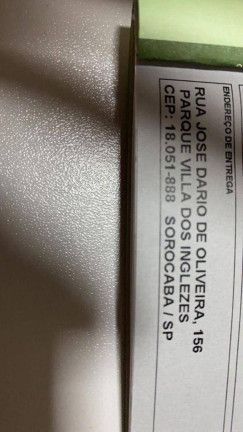 ENDEREÇO DE ENTREGA
RUA JOSE DARIO DE OLIVEIRA, 156
PARQUE VILLA DOS INGLEZES
CEP: 18.051-888 SOROCABA / SP